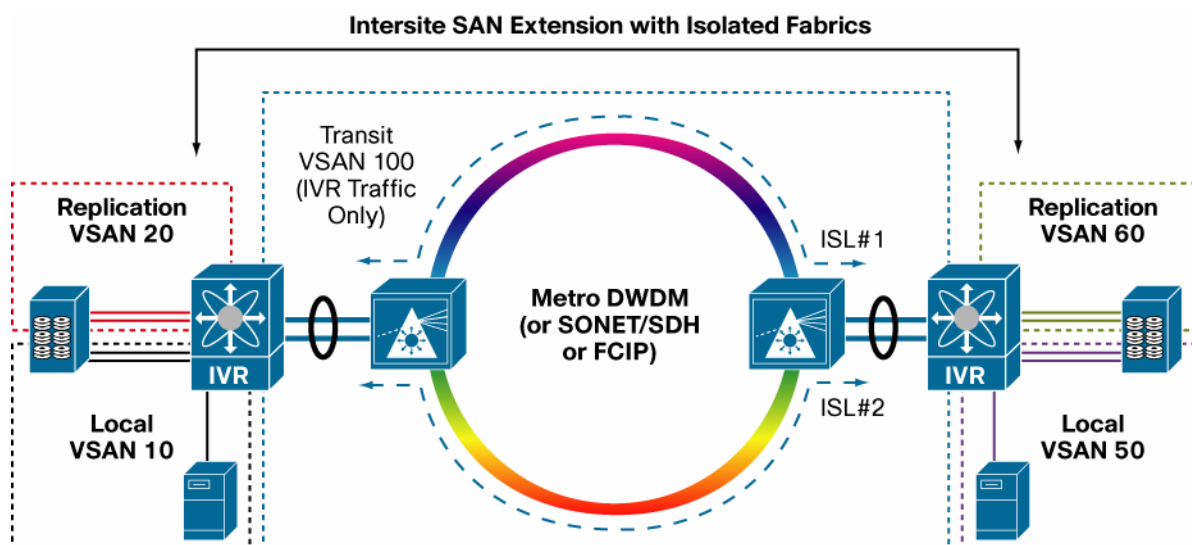 Intersite SAN Extension with Isolated Fabrics
Transit
VSAN 100
(IVR Traffic
Only)
Replication
VSAN 20
ISL#1
Replication
VSAN 60
Metro DWDM
(or SONET/SDH
or FCIP)
IVR
IVR
ISL#2
Local
VSAN 10
Local
VSAN 50